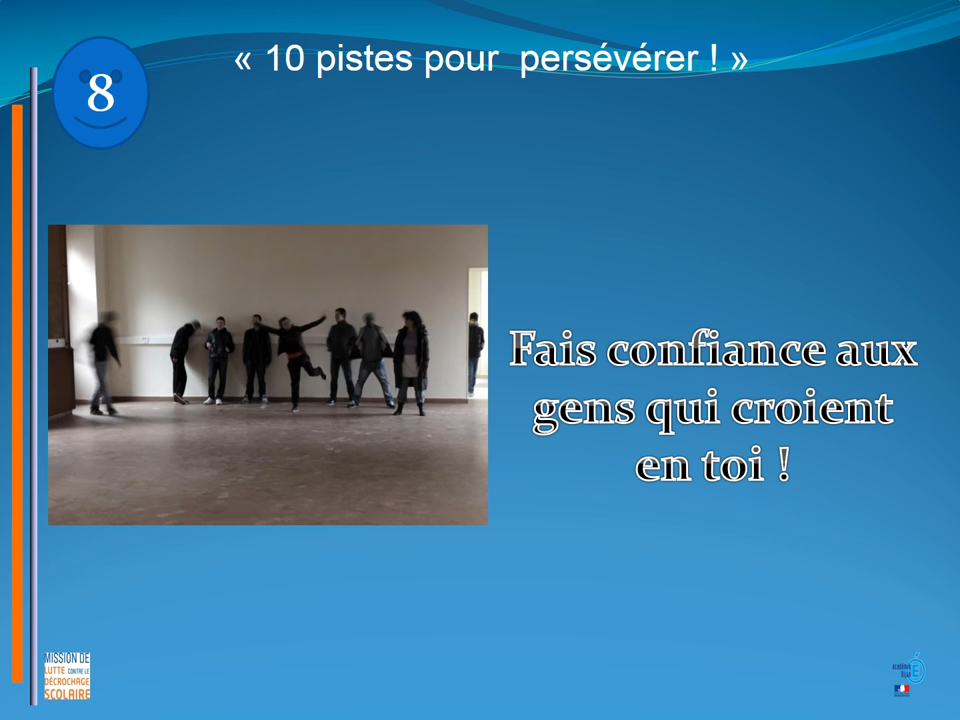 « 10 pistes pour  persévérer ! »
8
Fais confiance aux
gens qui croient
en toi !
MISSION DE
LUTTE CONTRE LE
DÉCROCHAGE
SCOLAIRE